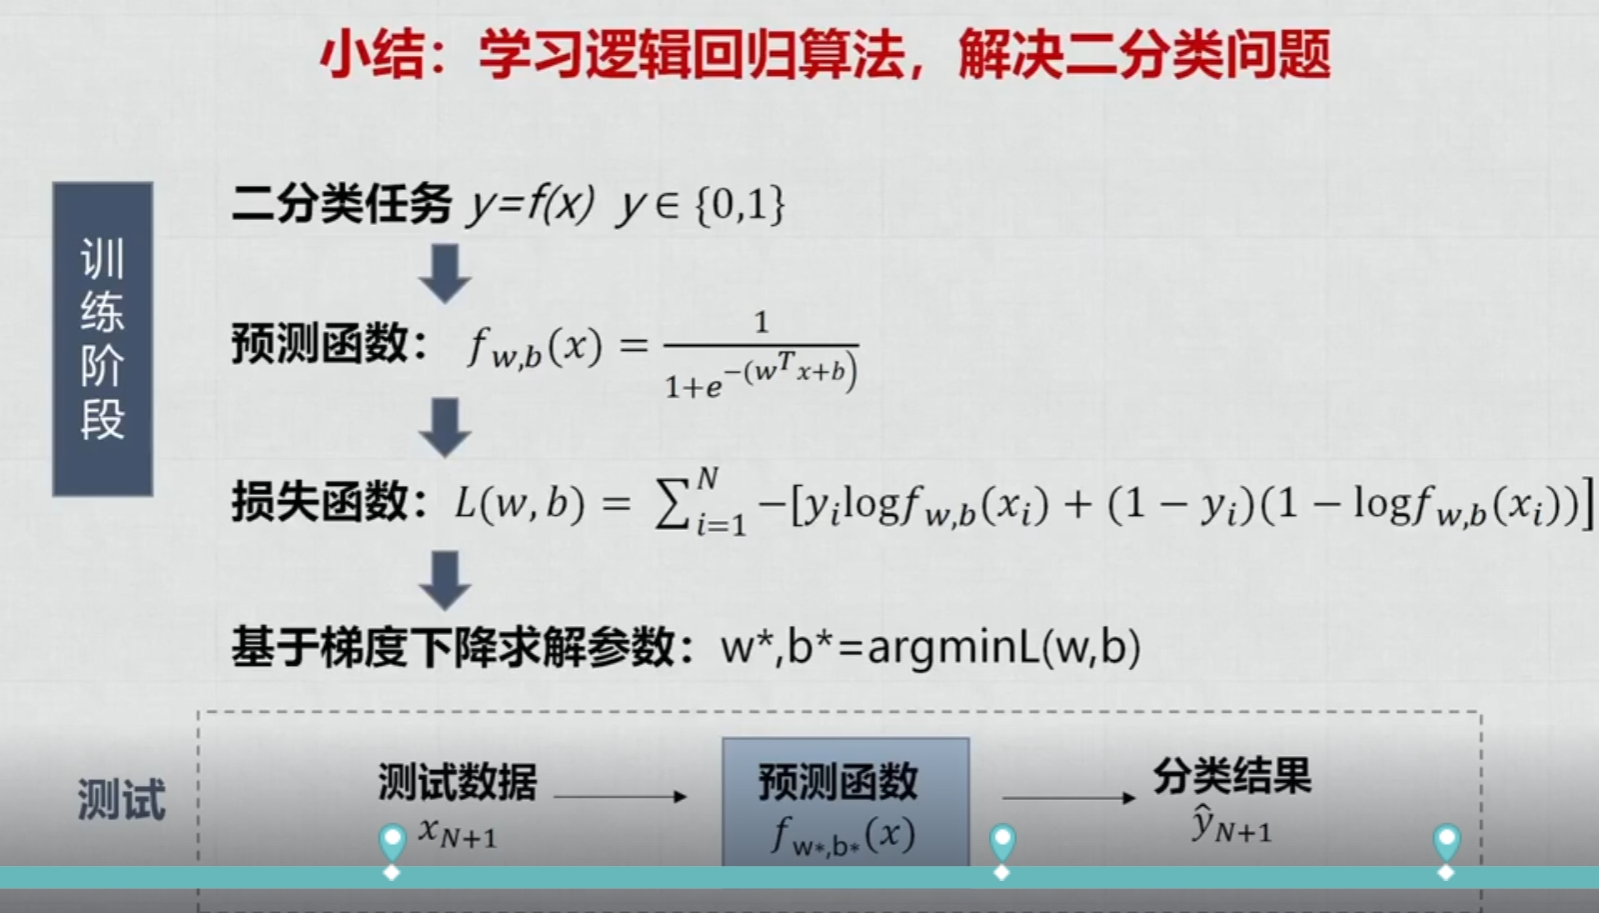 小结：学习逻辑回归算法，解决二分类问题
训练阶段
二分类任务 y=f(x) y ∈ {0,1}
预测函数： f_{w,b}(x) = \frac{1}{1+e^{-(w^T x+b)}}
损失函数：L(w, b) = \sum_{i=1}^{N} −[y_i log f_{w,b}(x_i) + (1 − y_i)(1 − log f_{w,b}(x_i))]
基于梯度下降求解参数：w*,b*=argminL(w,b)
测试
测试数据
x_{N+1}
预测函数
f_{w*,b*}(x)
分类结果
ŷ_{N+1}